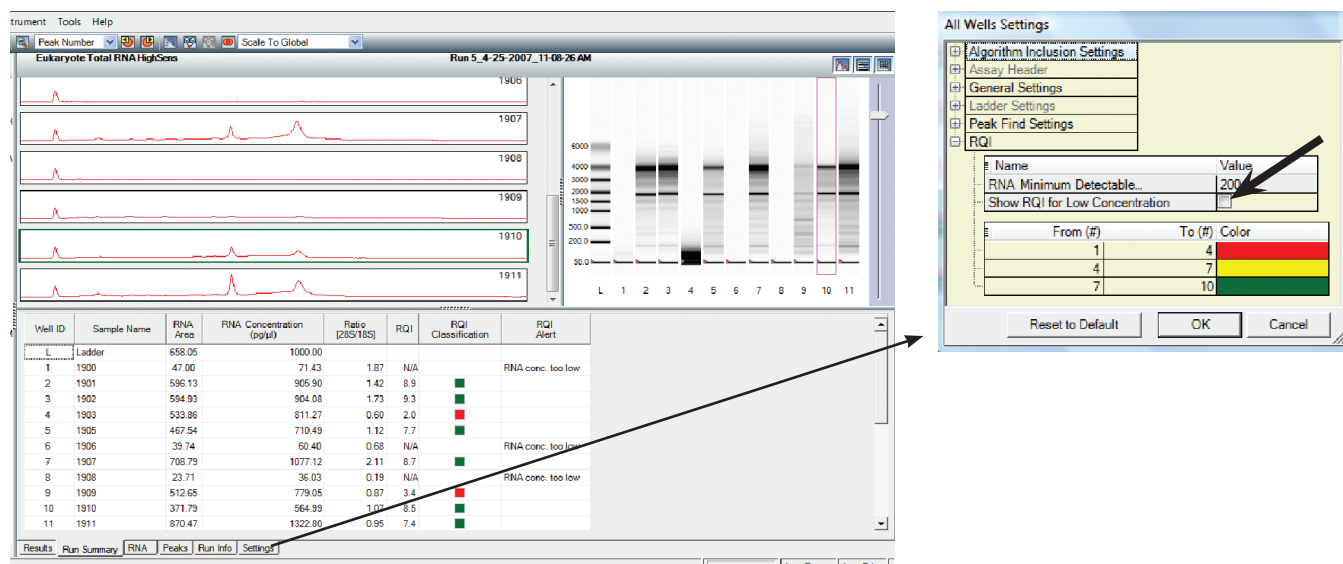 trument Tools Help
Peak Number Scale To Global
Eukaryote Total RNA HighSens Run 5_4-25-2007_11-08-26 AM
1906
1907
1908
1909
1910
1911
6000
4000
3000
2000
1500
1000
500.0
200.0
50.0
L 1 2 3 4 5 6 7 8 9 10 11
Well ID Sample Name RNA Area RNA Concentration (pg/µl) Ratio [28S/18S] RQI RQI Classification RQI Alert
L Ladder 658.05 1000.00
1 1900 47.00 71.43 1.87 N/A RNA conc. too low
2 1901 596.13 905.90 1.42 8.9
3 1902 594.93 904.08 1.73 9.3
4 1903 533.86 811.27 0.60 2.0
5 1905 467.54 710.49 1.12 7.7
6 1906 39.74 60.40 0.68 N/A RNA conc. too low
7 1907 708.79 1077.12 2.11 8.7
8 1908 23.71 36.03 0.19 N/A RNA conc. too low
9 1909 512.65 779.05 0.87 3.4
10 1910 371.79 564.99 1.07 8.5
11 1911 870.47 1322.80 0.95 7.4
Results Run Summary RNA Peaks Run Info Settings
All Wells Settings
Algorithm Inclusion Settings
Assay Header
General Settings
Ladder Settings
Peak Find Settings
RQI
Name Value
RNA Minimum Detectable... 200
Show RQI for Low Concentration
From (#) To (#) Color
1 4
4 7
7 10
Reset to Default OK Cancel